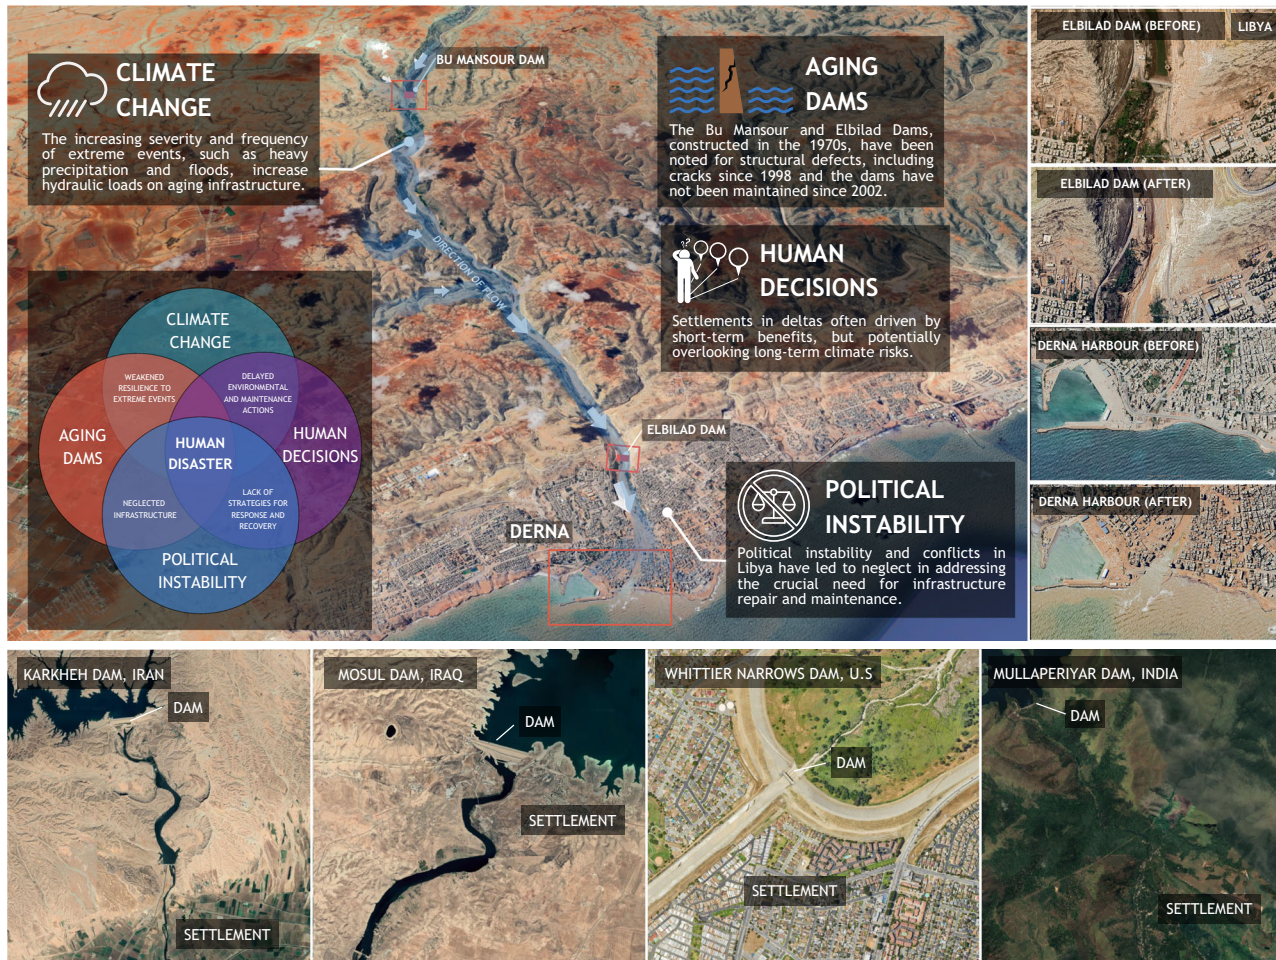 BU MANSOUR DAM
CLIMATE
CHANGE
The increasing severity and frequency
of extreme events, such as heavy
precipitation and floods, increase
hydraulic loads on aging infrastructure.
AGING
DAMS
The Bu Mansour and Elbilad Dams,
constructed in the 1970s, have been
noted for structural defects, including
cracks since 1998 and the dams have
not been maintained since 2002.
DIRECTION OF FLOW
HUMAN
DECISIONS
Settlements in deltas often driven by
short-term benefits, but potentially
overlooking long-term climate risks.
CLIMATE
CHANGE
WEAKENED
RESILIENCE TO
EXTREME EVENTS
DELAYED
ENVIRONMENTAL
AND MAINTENANCE
ACTIONS
AGING
DAMS
HUMAN
DISASTER
HUMAN
DECISIONS
NEGLECTED
INFRASTRUCTURE
LACK OF
STRATEGIES FOR
RESPONSE AND
RECOVERY
POLITICAL
INSTABILITY
ELBILAD DAM
DERNA
POLITICAL
INSTABILITY
Political instability and conflicts in
Libya have led to neglect in addressing
the crucial need for infrastructure
repair and maintenance.
ELBILAD DAM (BEFORE)
LIBYA
ELBILAD DAM (AFTER)
DERNA HARBOUR (BEFORE)
DERNA HARBOUR (AFTER)
KARKHEH DAM, IRAN
DAM
SETTLEMENT
MOSUL DAM, IRAQ
DAM
SETTLEMENT
WHITTIER NARROWS DAM, U.S
DAM
SETTLEMENT
MULLAPERIYAR DAM, INDIA
DAM
SETTLEMENT